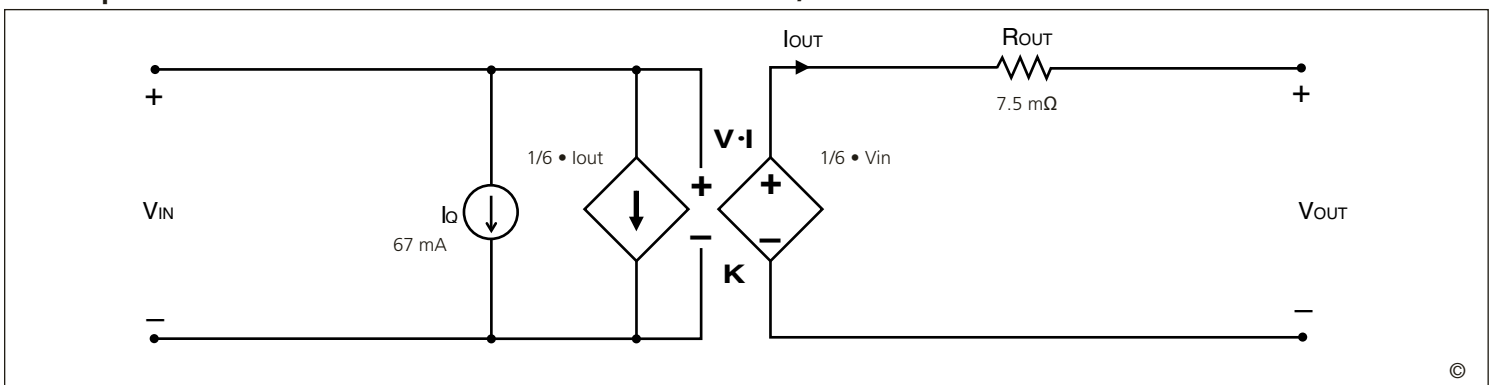 IOUT
ROUT
7.5 mΩ
+
+
V•I
1/6 • Iout
1/6 • Vin
+
+
VIN
IQ
VOUT
67 mA
–
–
K
–
–
©